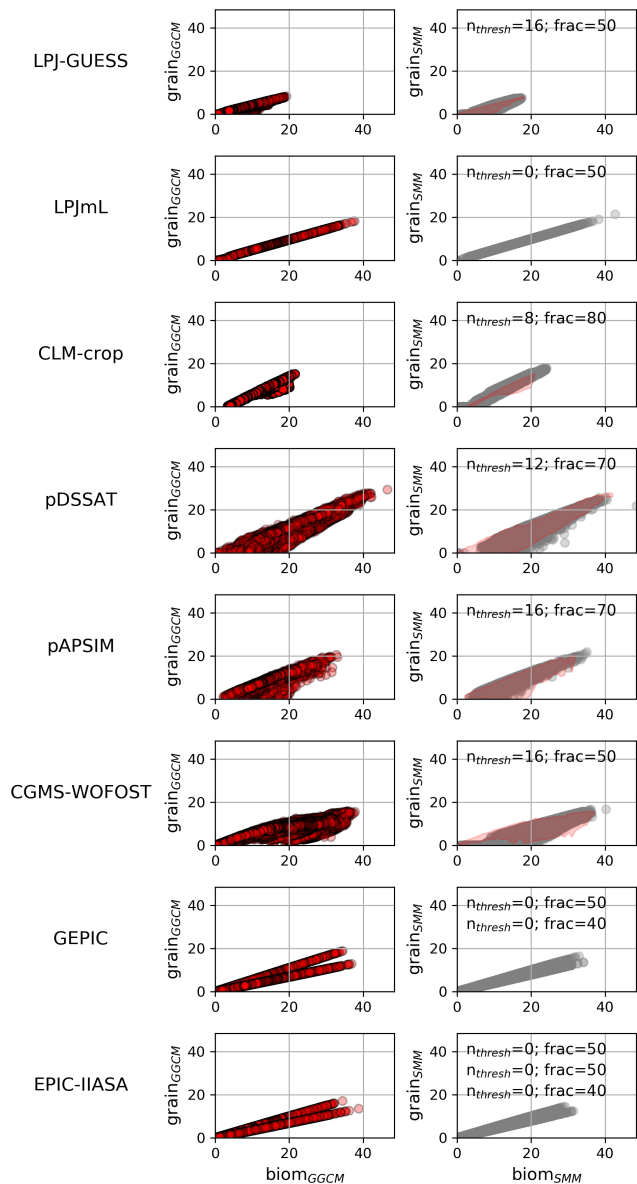 LPJ-GUESS
grain_GGCM
40
20
0
0 20 40
grain_SMM
40
20
0
n_thresh=16; frac=50
0 20 40
LPJmL
grain_GGCM
40
20
0
0 20 40
grain_SMM
40
20
0
n_thresh=0; frac=50
0 20 40
CLM-crop
grain_GGCM
40
20
0
0 20 40
grain_SMM
40
20
0
n_thresh=8; frac=80
0 20 40
pDSSAT
grain_GGCM
40
20
0
0 20 40
grain_SMM
40
20
0
n_thresh=12; frac=70
0 20 40
pAPSIM
grain_GGCM
40
20
0
0 20 40
grain_SMM
40
20
0
n_thresh=16; frac=70
0 20 40
CGMS-WOFOST
grain_GGCM
40
20
0
0 20 40
grain_SMM
40
20
0
n_thresh=16; frac=50
0 20 40
GEPIC
grain_GGCM
40
20
0
0 20 40
grain_SMM
40
20
0
n_thresh=0; frac=50
n_thresh=0; frac=40
0 20 40
EPIC-IIASA
grain_GGCM
40
20
0
0 20 40
biom_GGCM
grain_SMM
40
20
0
n_thresh=0; frac=50
n_thresh=0; frac=50
n_thresh=0; frac=40
0 20 40
biom_SMM